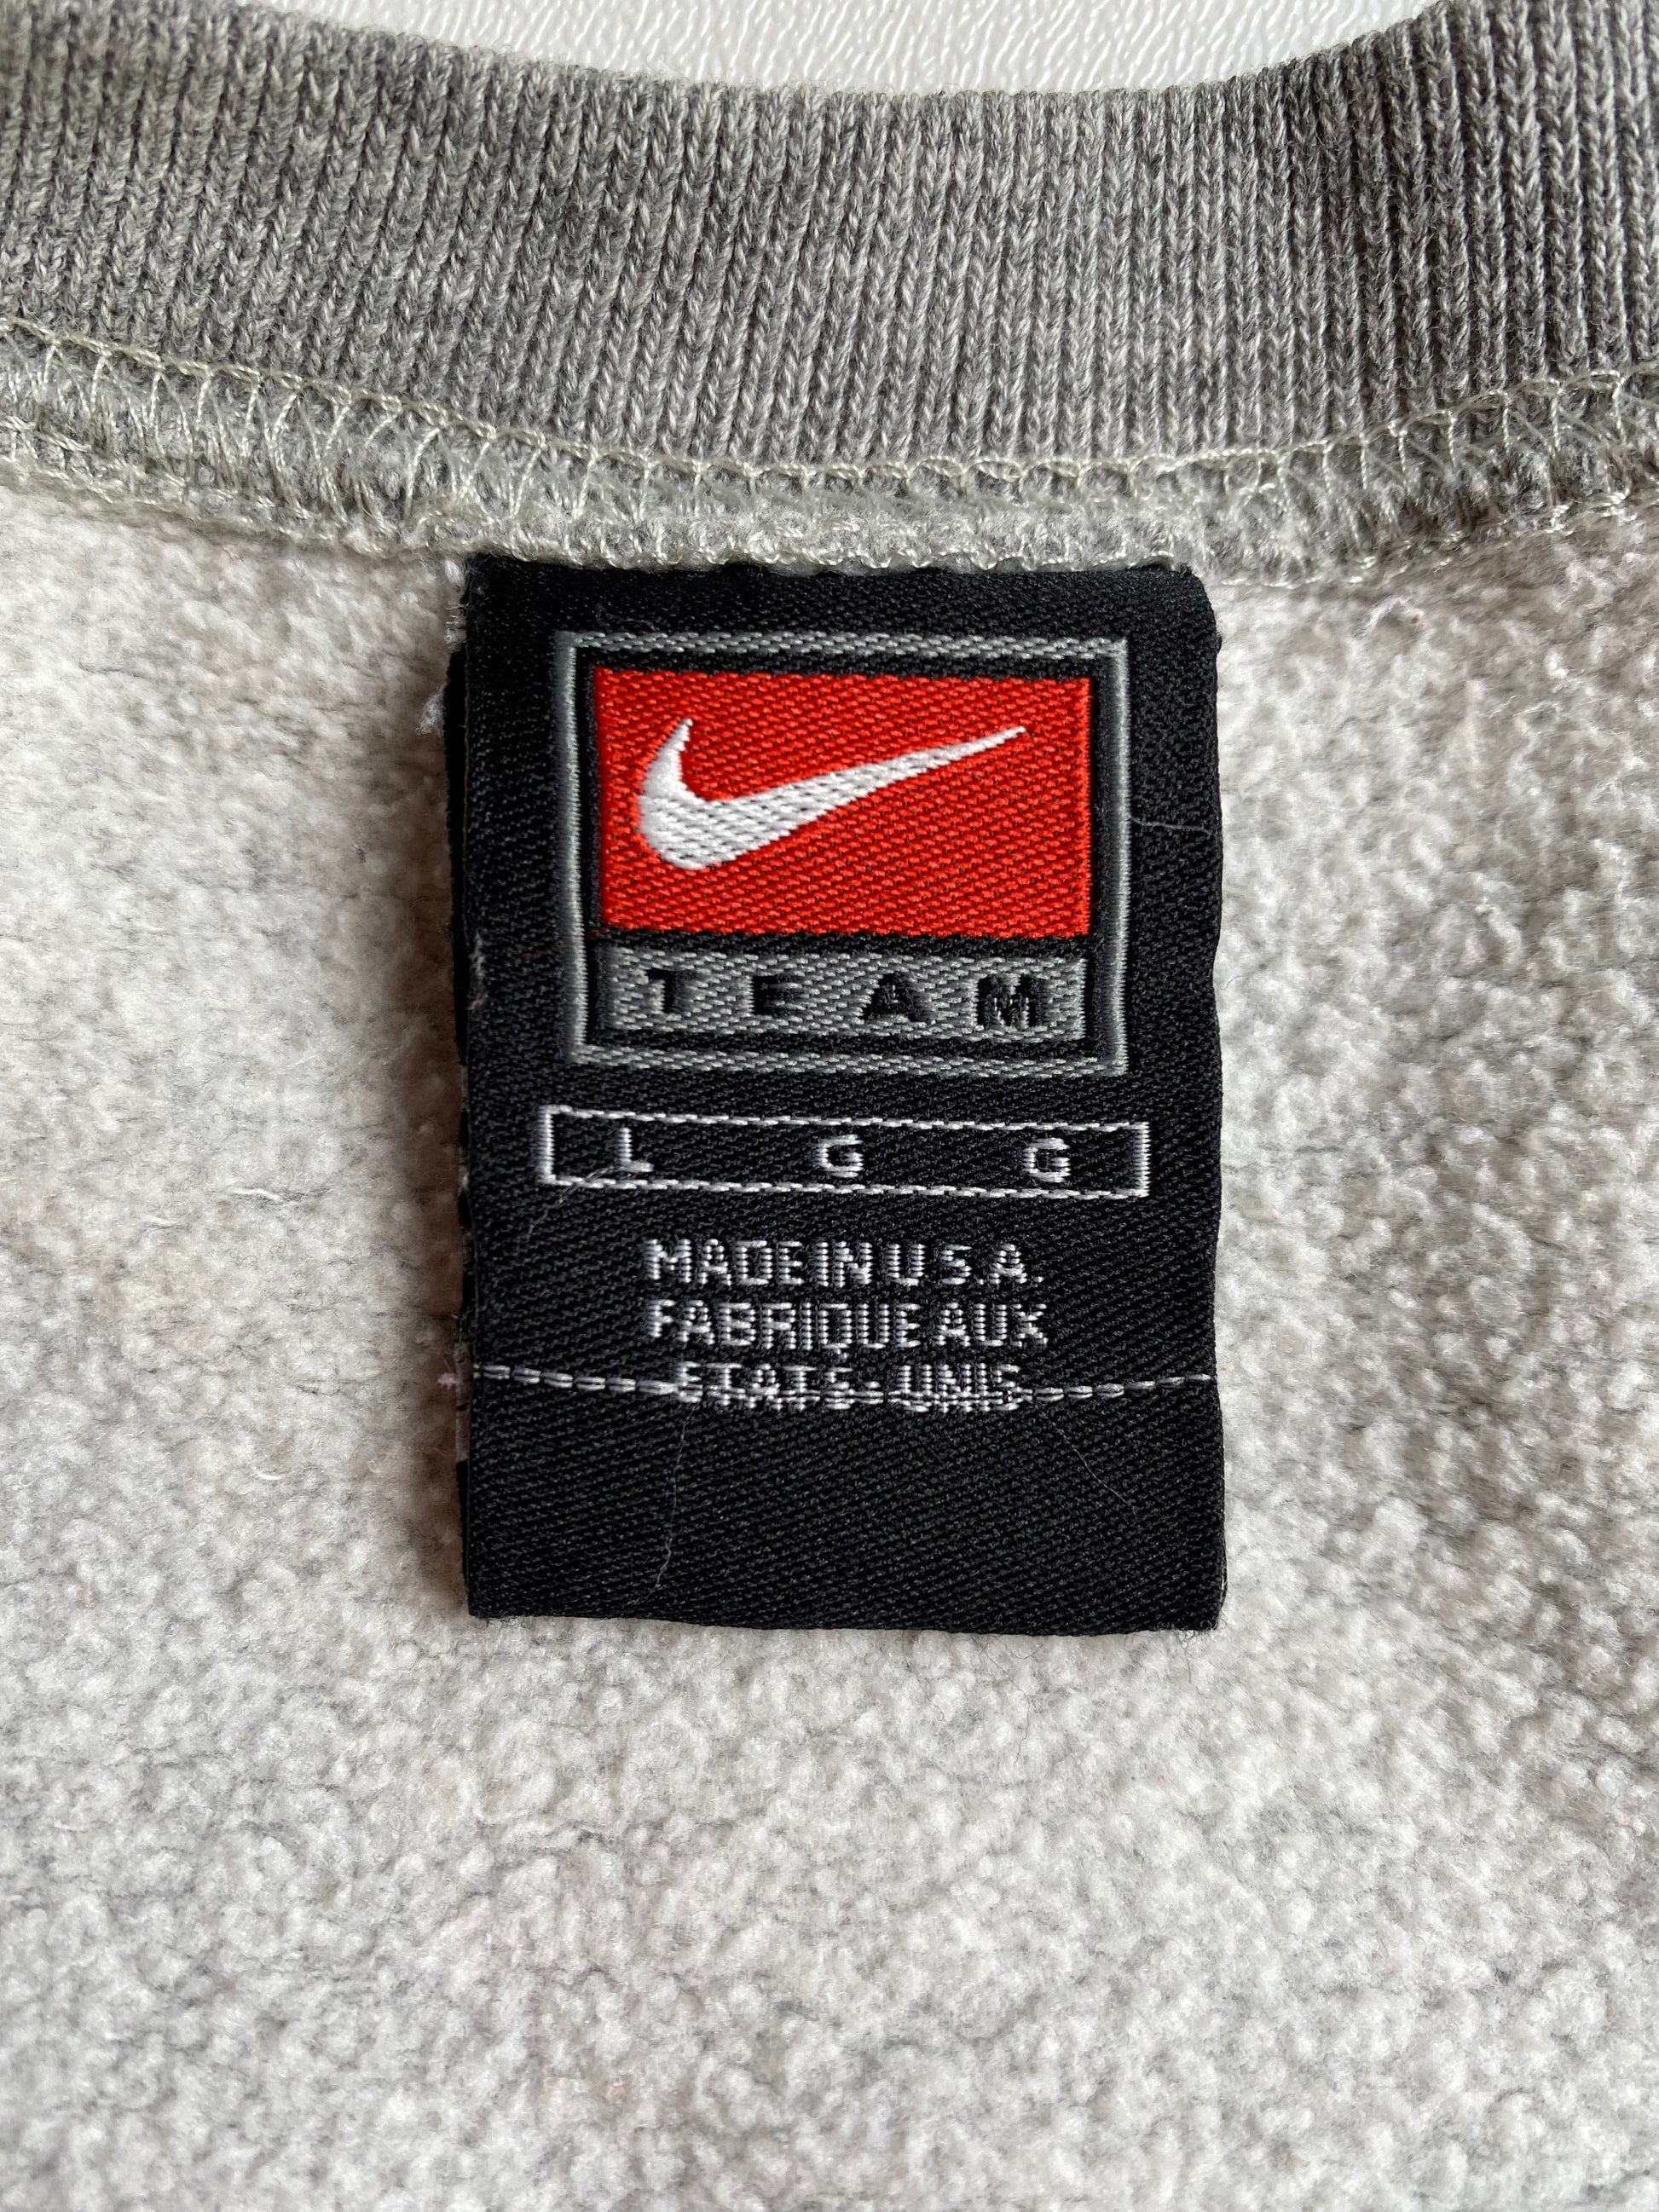 TEAM
L G G
MADE IN U.S.A.
FABRIQUE AUX
ETATS-UNIS